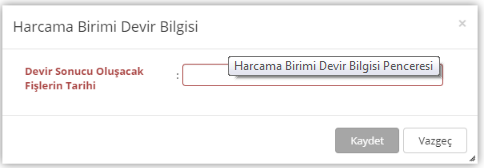 Harcama Birimi Devir Bilgisi
×
Devir Sonucu Oluşacak
Fişlerin Tarihi
:
Harcama Birimi Devir Bilgisi Penceresi
Kaydet
Vazgeç